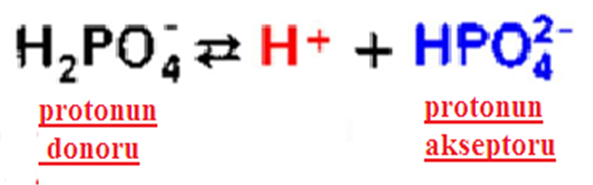 H₂PO₄⁻ ⇄ H⁺ + HPO₄²⁻
protonun
donoru
protonun
akseptoru